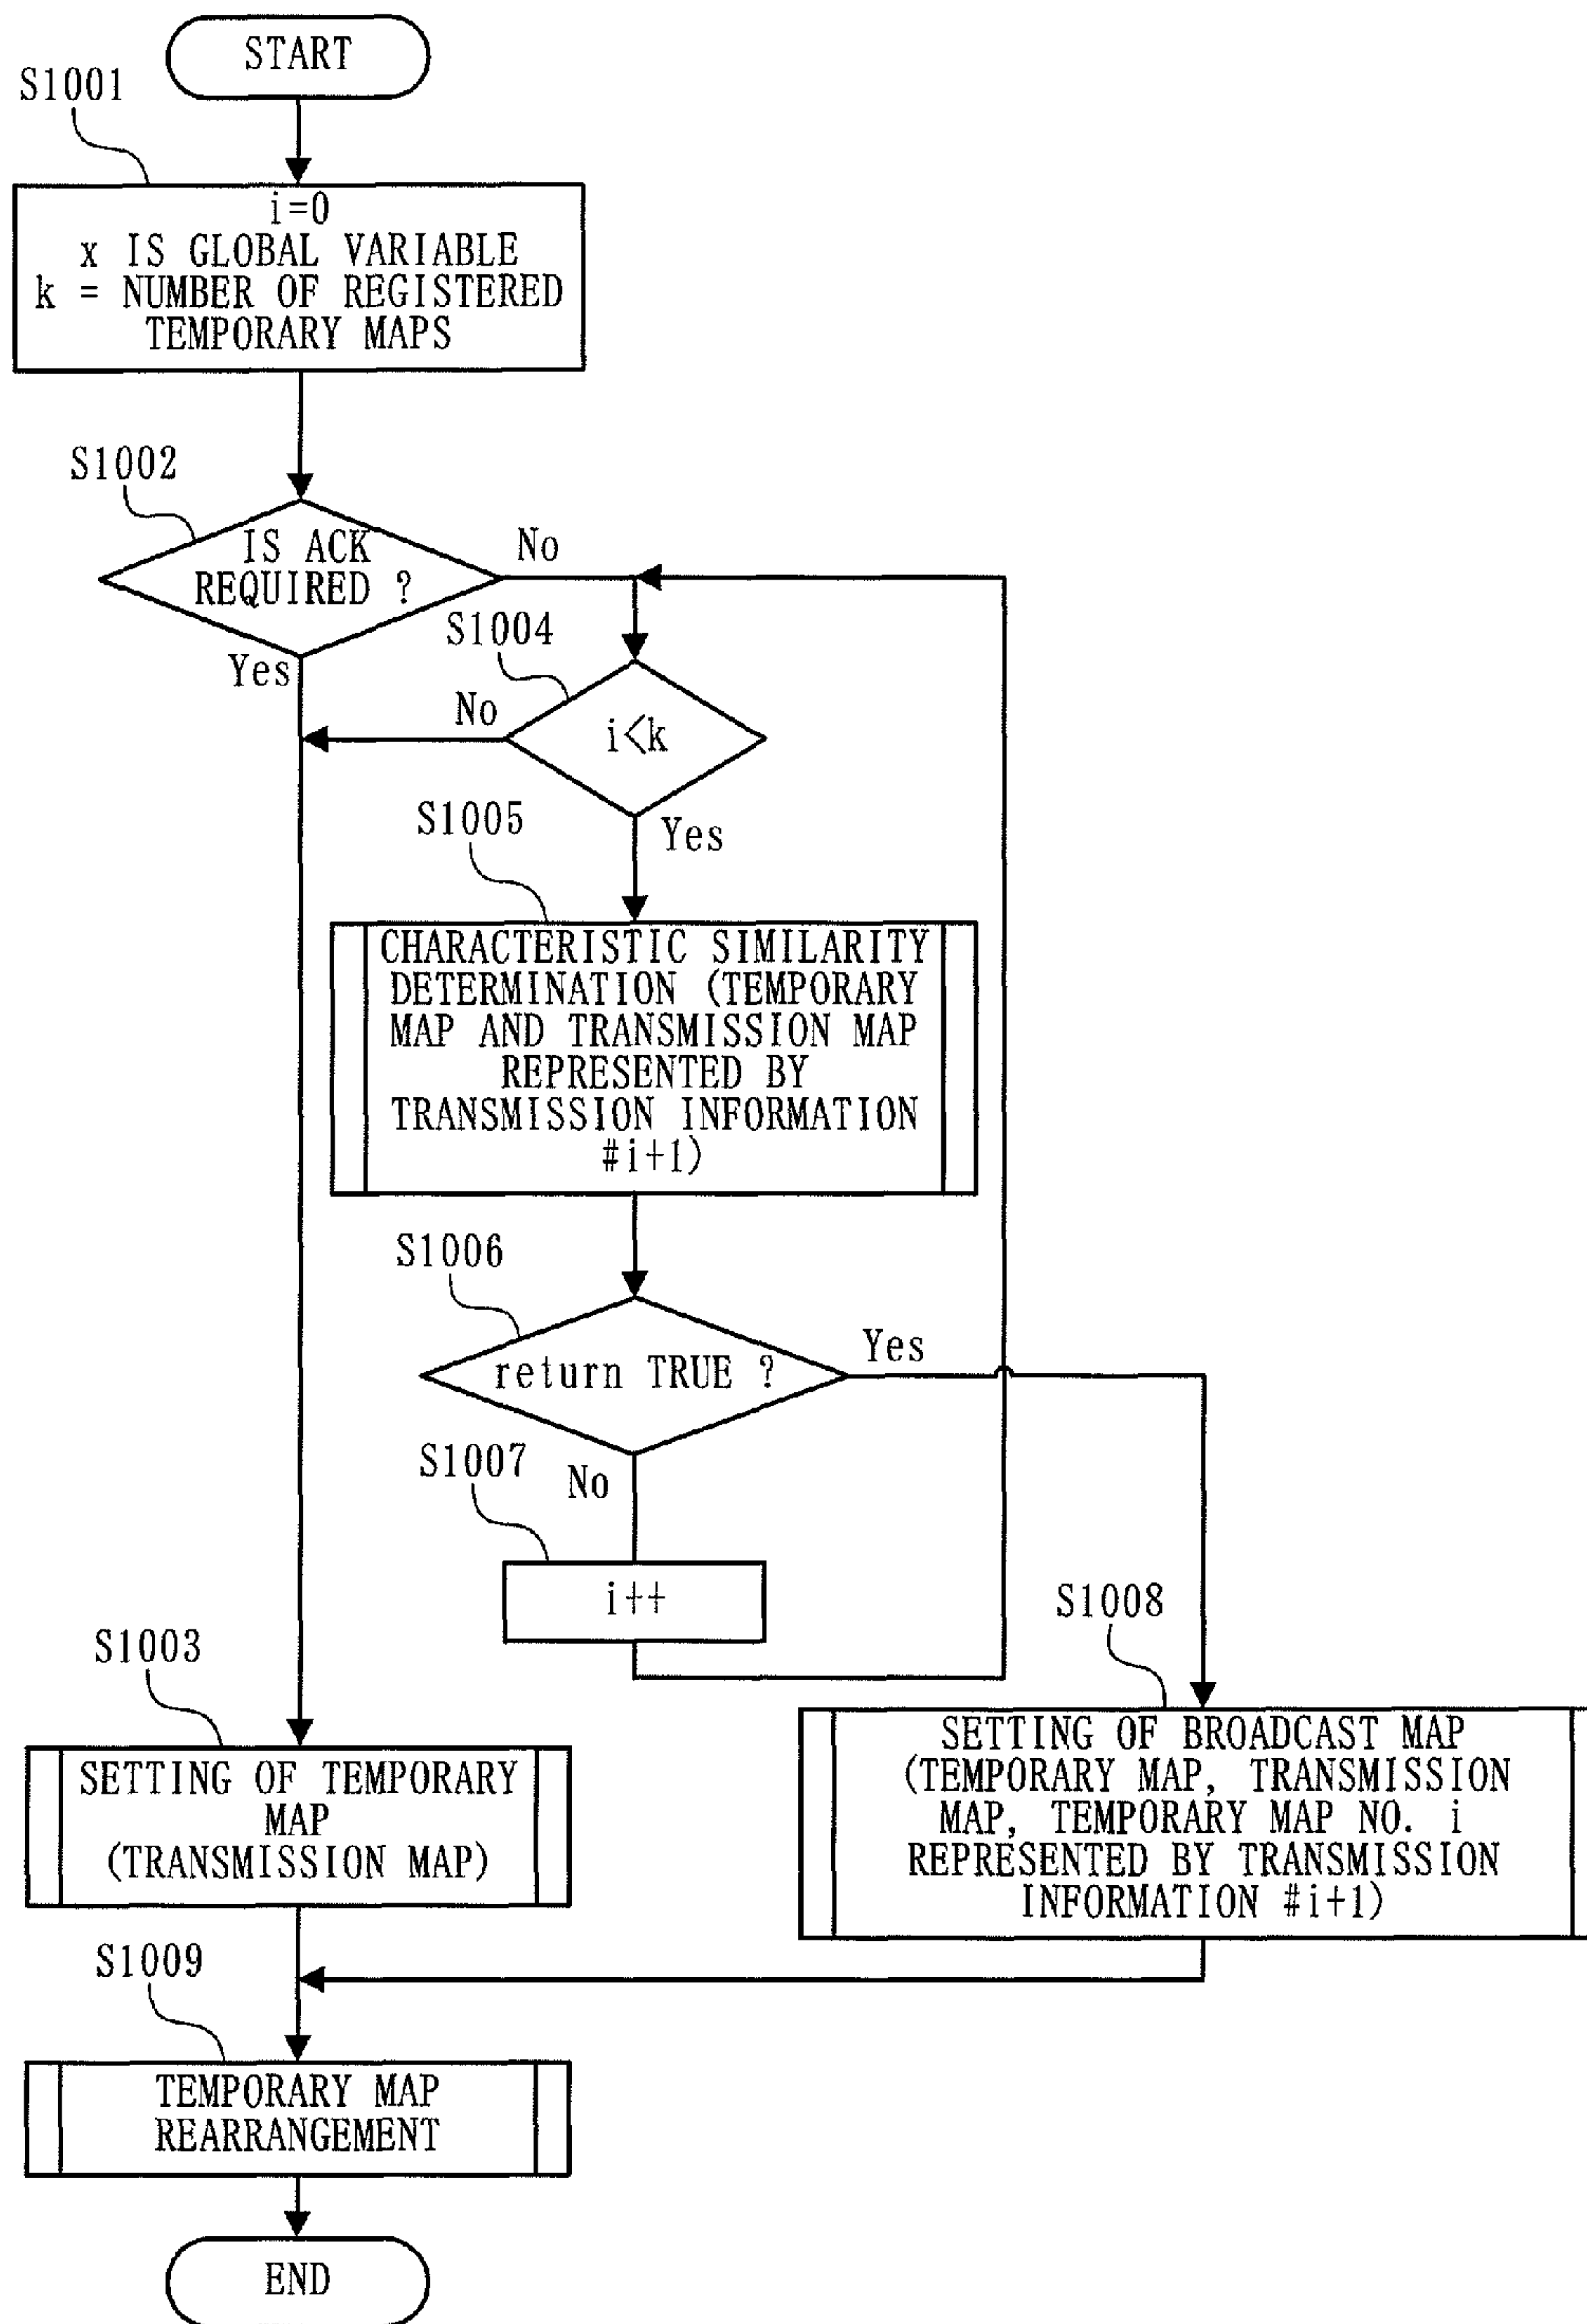 START
S1001
i=0
x IS GLOBAL VARIABLE
k = NUMBER OF REGISTERED
TEMPORARY MAPS
S1002
IS ACK
REQUIRED ?
No
Yes
S1004
i<k
No
Yes
S1005
CHARACTERISTIC SIMILARITY
DETERMINATION (TEMPORARY
MAP AND TRANSMISSION MAP
REPRESENTED BY
TRANSMISSION INFORMATION
#i+1)
S1006
return TRUE ?
Yes
No
S1007
i++
S1008
SETTING OF BROADCAST MAP
(TEMPORARY MAP, TRANSMISSION
MAP, TEMPORARY MAP NO. i
REPRESENTED BY TRANSMISSION
INFORMATION #i+1)
S1003
SETTING OF TEMPORARY
MAP
(TRANSMISSION MAP)
S1009
TEMPORARY MAP
REARRANGEMENT
END